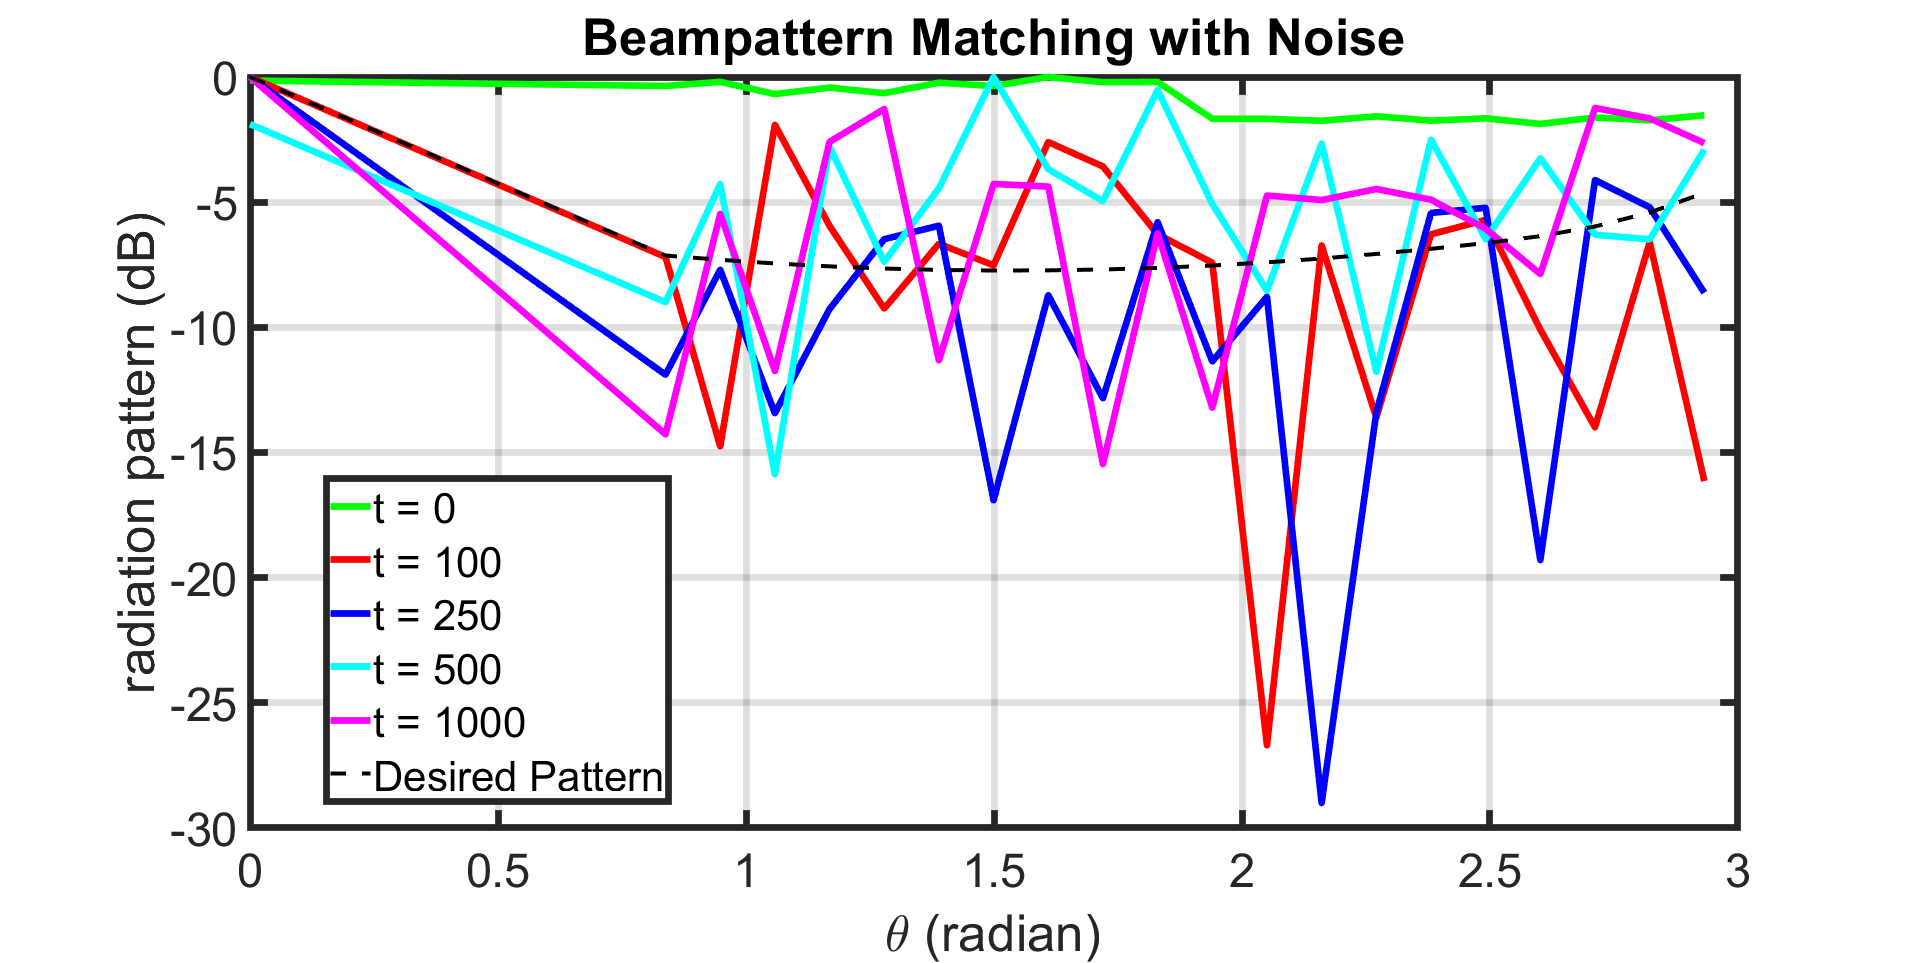 Beampattern Matching with Noise
0
-5
-10
-15
-20
-25
-30
radiation pattern (dB)
t = 0
t = 100
t = 250
t = 500
t = 1000
Desired Pattern
0
0.5
1
1.5
2
2.5
3
θ (radian)